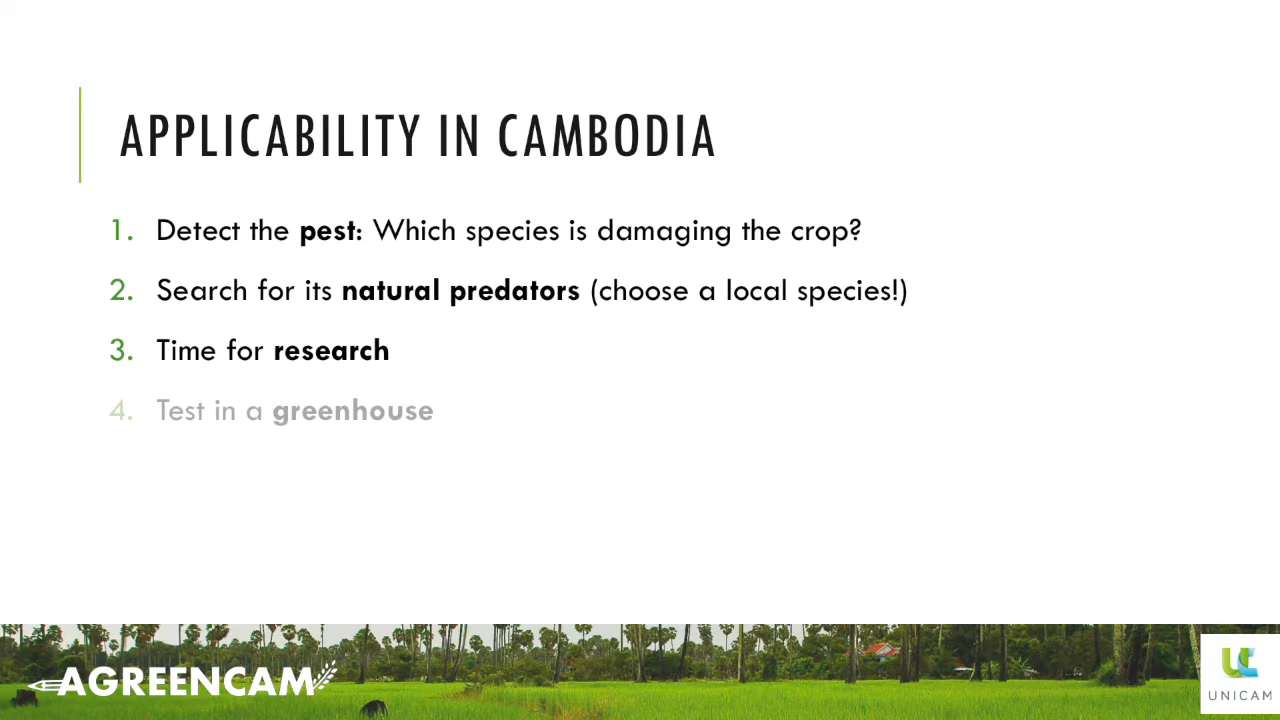 APPLICABILITY IN CAMBODIA
1. Detect the pest: Which species is damaging the crop?
2. Search for its natural predators (choose a local species!)
3. Time for research
4. Test in a greenhouse
AGREENCAM
UNICAM